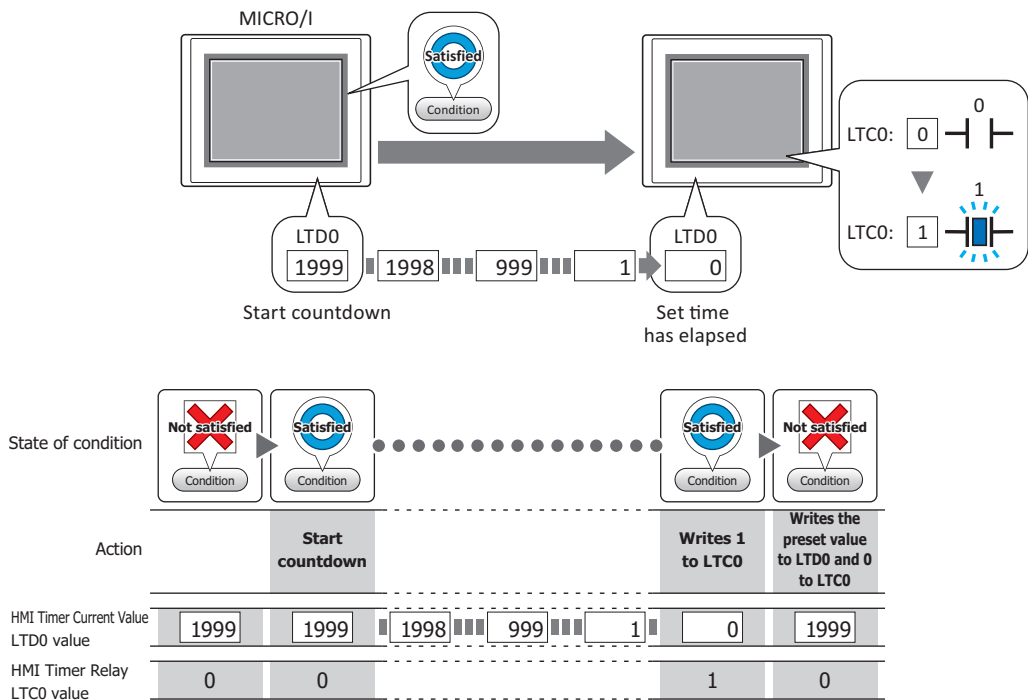 MICRO/I
Satisfied
Condition
0
LTC0: 0
1
LTC0: 1
LTD0
LTD0
1999 1998 999 1 0
Start countdown
Set time
has elapsed
State of condition
Not satisfied Satisfied Satisfied Not satisfied
Condition Condition Condition Condition
Action
Start
countdown
Writes 1
to LTC0
Writes the
preset value
to LTD0 and 0
to LTC0
HMI Timer Current Value
LTD0 value
1999 1999 1998 999 1 0 1999
HMI Timer Relay
LTC0 value
0 0 1 0